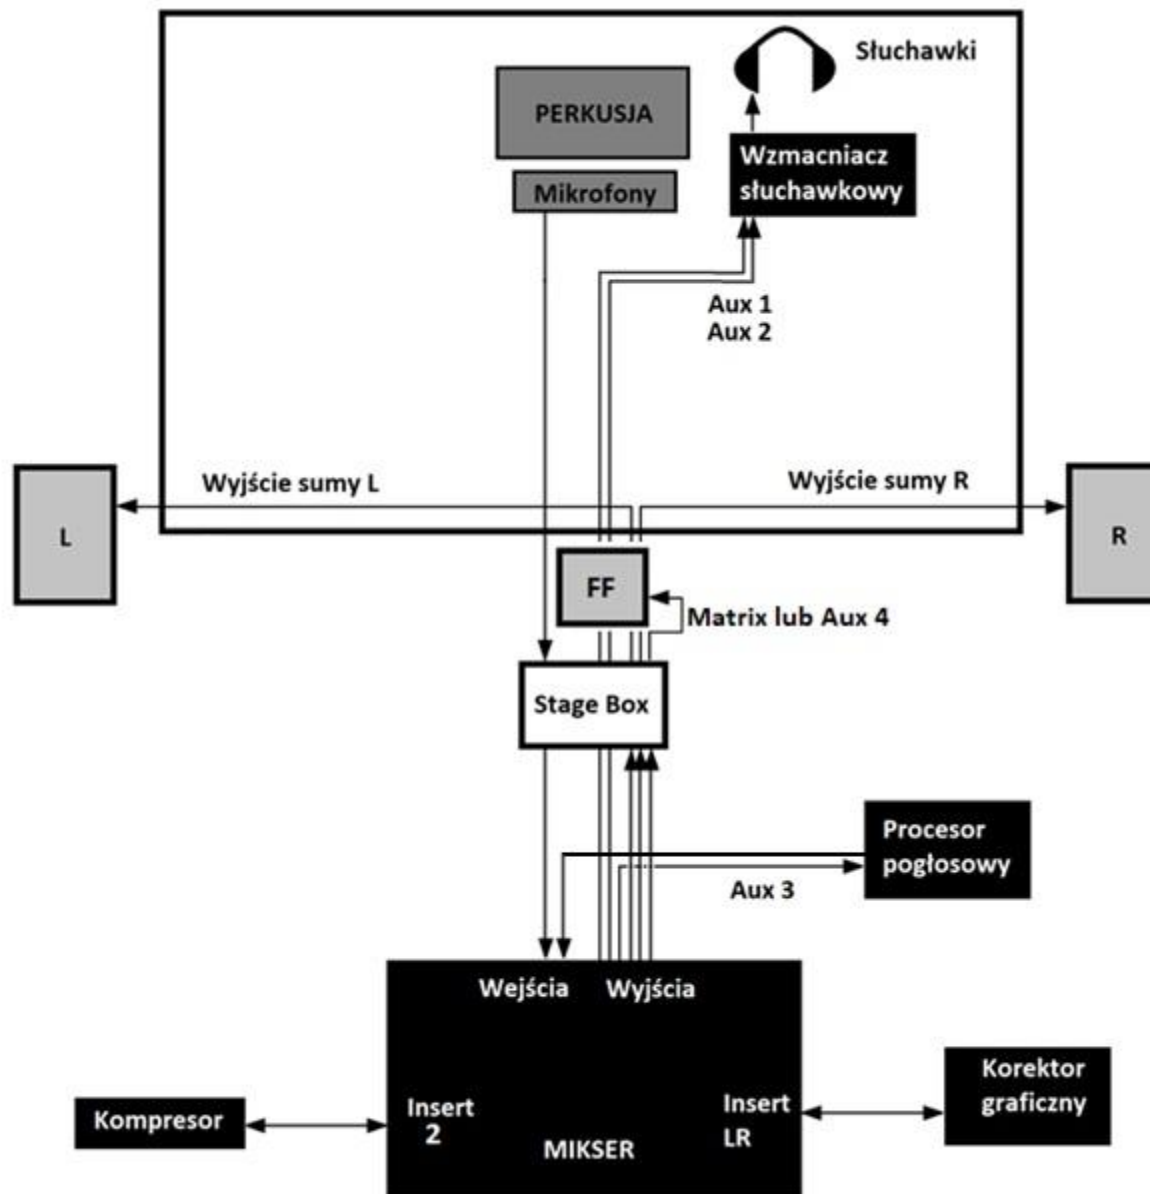 Słuchawki
PERKUSJA
Mikrofony
Wzmacniacz
słuchawkowy
Aux 1
Aux 2
Wyjście sumy L
Wyjście sumy R
L
R
FF
Matrix lub Aux 4
Stage Box
Procesor
pogłosowy
Aux 3
Wejścia
Wyjścia
Kompresor
Insert
2
Insert
LR
MIKSER
Korektor
graficzny